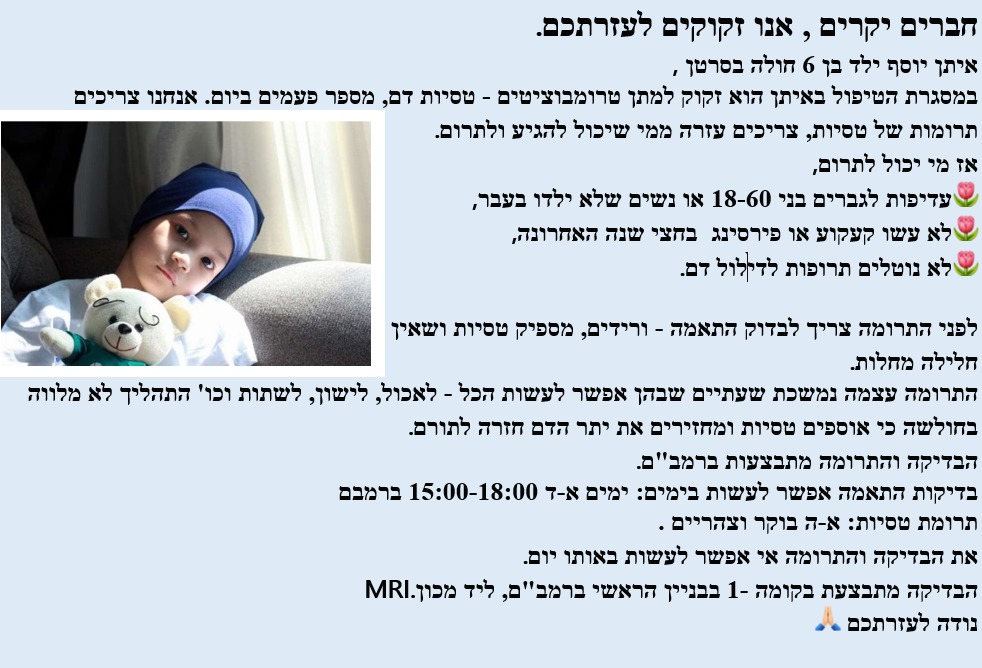 חברים יקרים , אנו זקוקים לעזרתכם.
איתן יוסף ילד בן 6 חולה בסרטן ,
במסגרת הטיפול באיתן הוא זקוק למתן טרומבוציטים - טסיות דם, מספר פעמים ביום. אנחנו צריכים
תרומות של טסיות, צריכים עזרה ממי שיכול להגיע ולתרום.
אז מי יכול לתרום,
🌷עדיפות לגברים בני 18-60 או נשים שלא ילדו בעבר,
🌷לא עשו קעקוע או פירסינג בחצי שנה האחרונה,
🌷לא נוטלים תרופות לדילול דם.
לפני התרומה צריך לבדוק התאמה - ורידים, מספיק טסיות ושאין
חלילה מחלות.
התרומה עצמה נמשכת שעתיים שבהן אפשר לעשות הכל - לאכול, לישון, לשתות וכו' התהליך לא מלווה
בחולשה כי אוספים טסיות ומחזירים את יתר הדם חזרה לתורם.
הבדיקה והתרומה מתבצעות ברמב"ם.
בדיקות התאמה אפשר לעשות בימים: ימים א-ד 15:00-18:00 ברמבם
תרומת טסיות: א-ה בוקר וצהריים .
את הבדיקה והתרומה אי אפשר לעשות באותו יום.
הבדיקה מתבצעת בקומה -1 בבניין הראשי ברמב"ם, ליד מכון.MRI
נודה לעזרתכם 🙏🏻